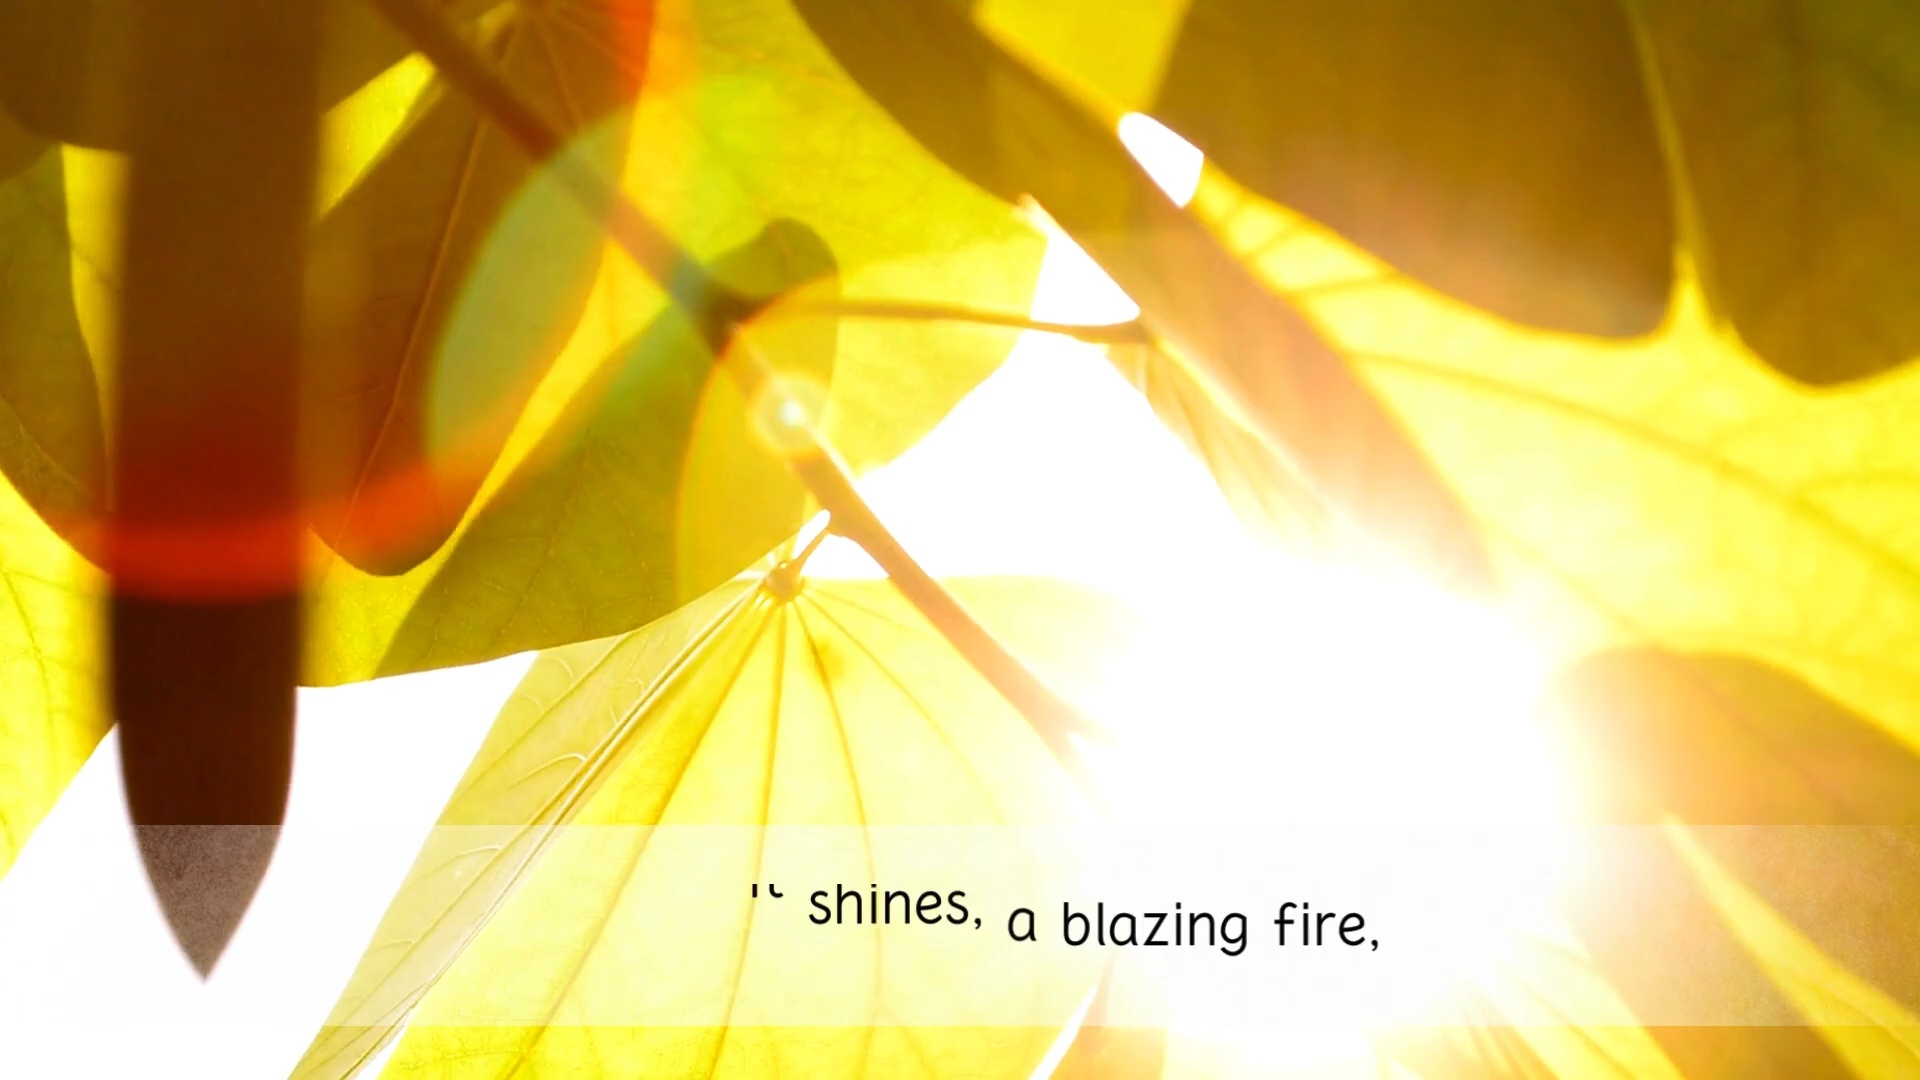 shines, a blazing fire,